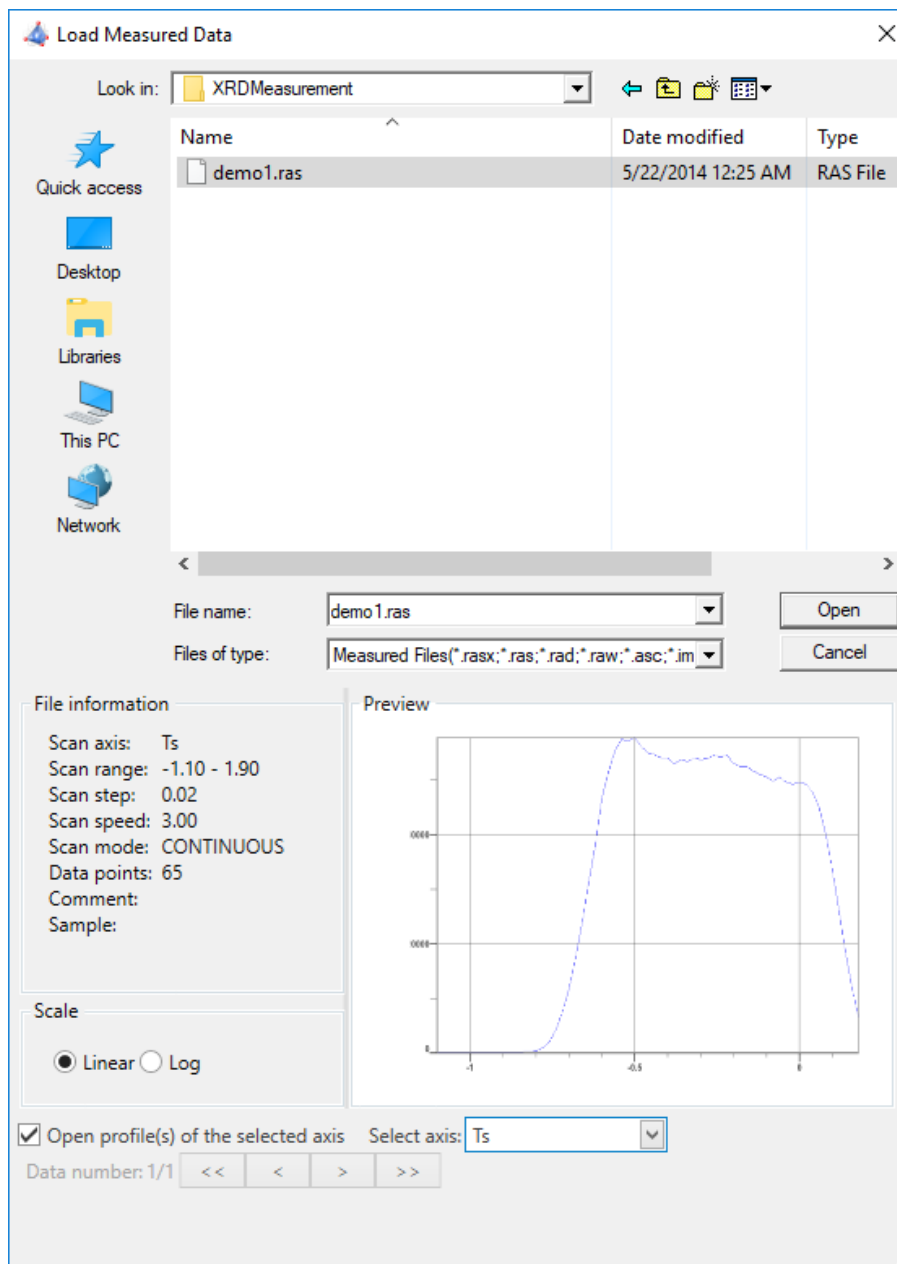 Load Measured Data
Look in: XRDMeasurement
Name Date modified Type
demo1.ras 5/22/2014 12:25 AM RAS File
Quick access
Desktop
Libraries
This PC
Network
File name: demo1.ras Open
Files of type: Measured Files(*.rasx;*.ras;*.rad;*.raw;*.asc;*.im Cancel
File information
Scan axis: Ts
Scan range: -1.10 - 1.90
Scan step: 0.02
Scan speed: 3.00
Scan mode: CONTINUOUS
Data points: 65
Comment:
Sample:
Preview
0000
0000
0
-1 -0.5 0
Scale
Linear Log
Open profile(s) of the selected axis Select axis: Ts
Data number: 1/1 << < > >>